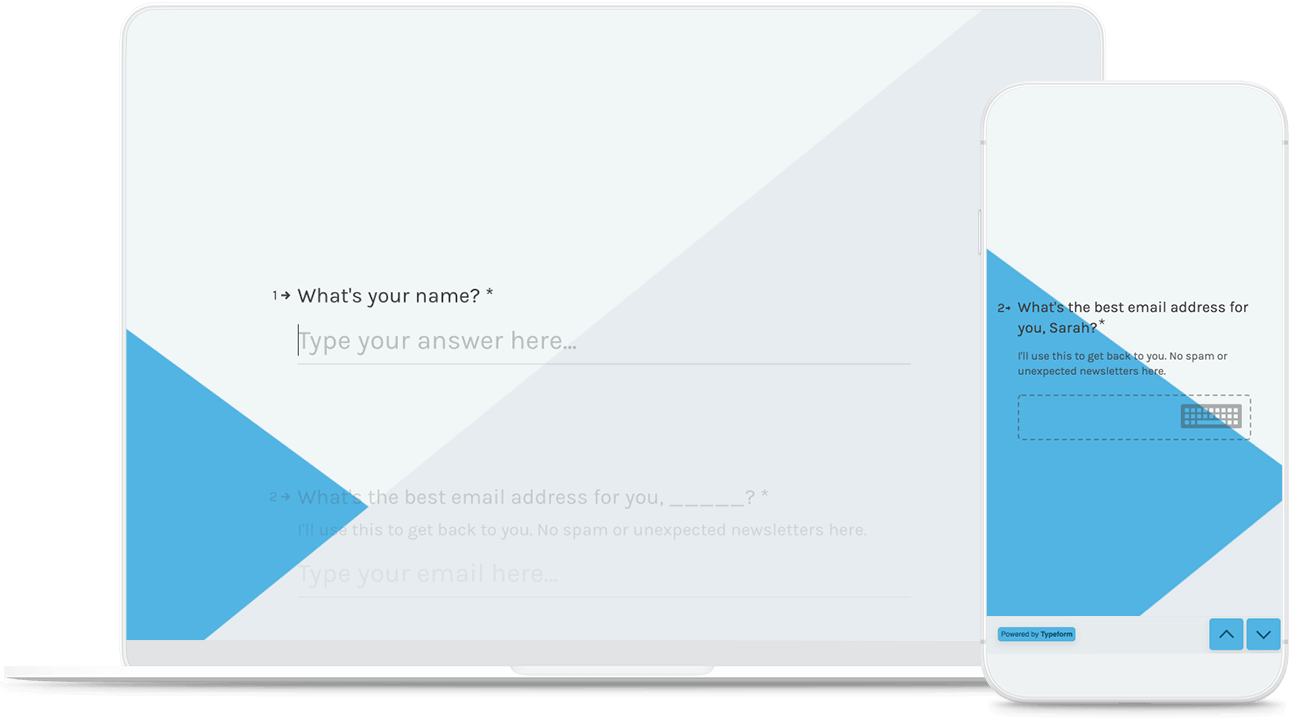 1→ What's your name? *
Type your answer here...
2→ What's the best email address for you, _____? *
I'll use this to get back to you. No spam or unexpected newsletters here.
Type your email here...
2→ What's the best email address for
you, Sarah?*
I'll use this to get back to you. No spam or
unexpected newsletters here.
Powered by Typeform